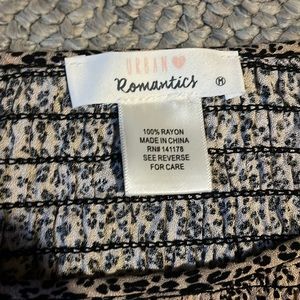 URBAN
Romantics
M
100% RAYON
MADE IN CHINA
RN# 141178
SEE REVERSE
FOR CARE